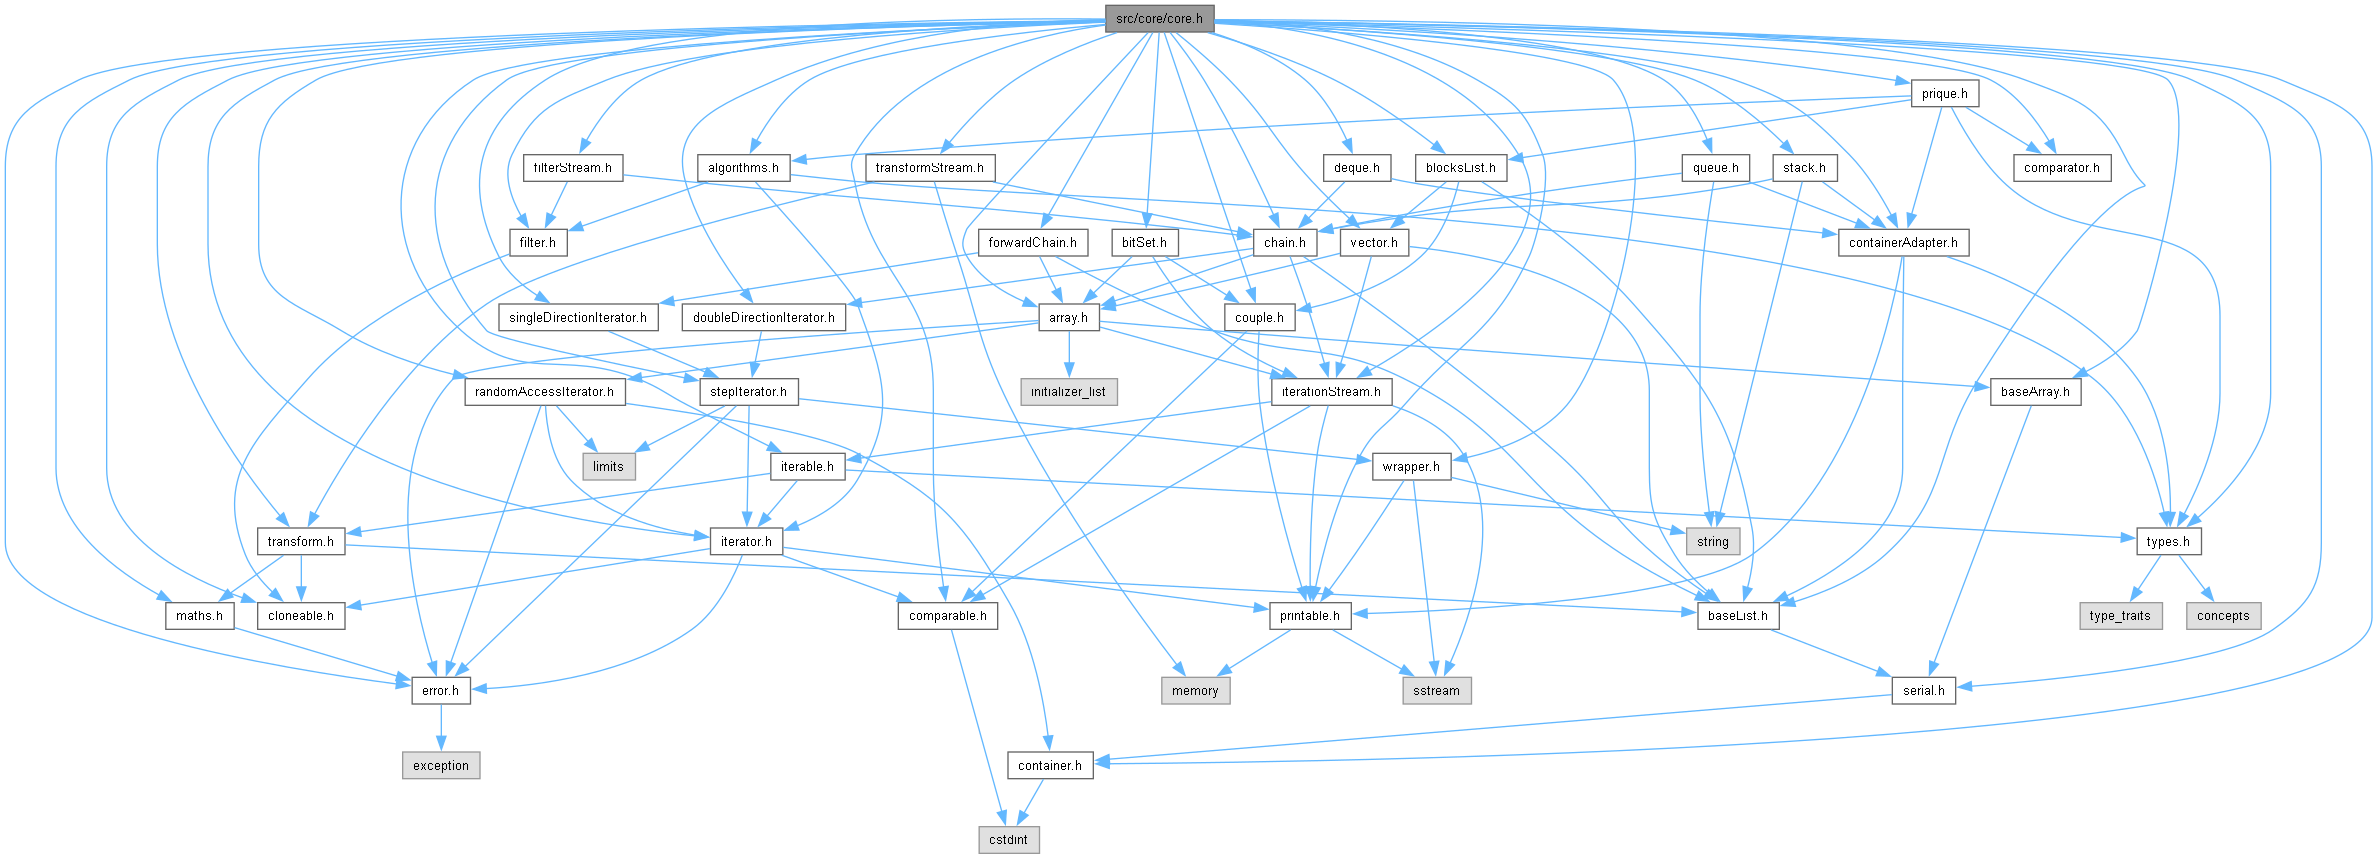 src/core/core.h
prique.h
filterStream.h
algorithms.h
transformStream.h
deque.h
blocksList.h
queue.h
stack.h
comparator.h
filter.h
forwardChain.h
bitSet.h
chain.h
vector.h
containerAdapter.h
singleDirectionIterator.h
doubleDirectionIterator.h
array.h
couple.h
randomAccessIterator.h
stepIterator.h
initializer_list
iterationStream.h
baseArray.h
limits
iterable.h
wrapper.h
transform.h
iterator.h
string
types.h
maths.h
cloneable.h
comparable.h
printable.h
baseList.h
type_traits
concepts
error.h
memory
sstream
serial.h
exception
container.h
cstdint